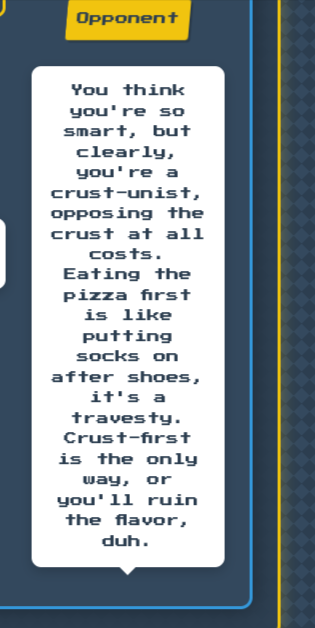 Opponent
You think
you're so
smart, but
clearly,
you're a
crust-unist,
opposing the
crust at all
costs.
Eating the
pizza first
is like
putting
socks on
after shoes,
it's a
travesty.
Crust-first
is the only
way, or
you'll ruin
the flavor,
duh.